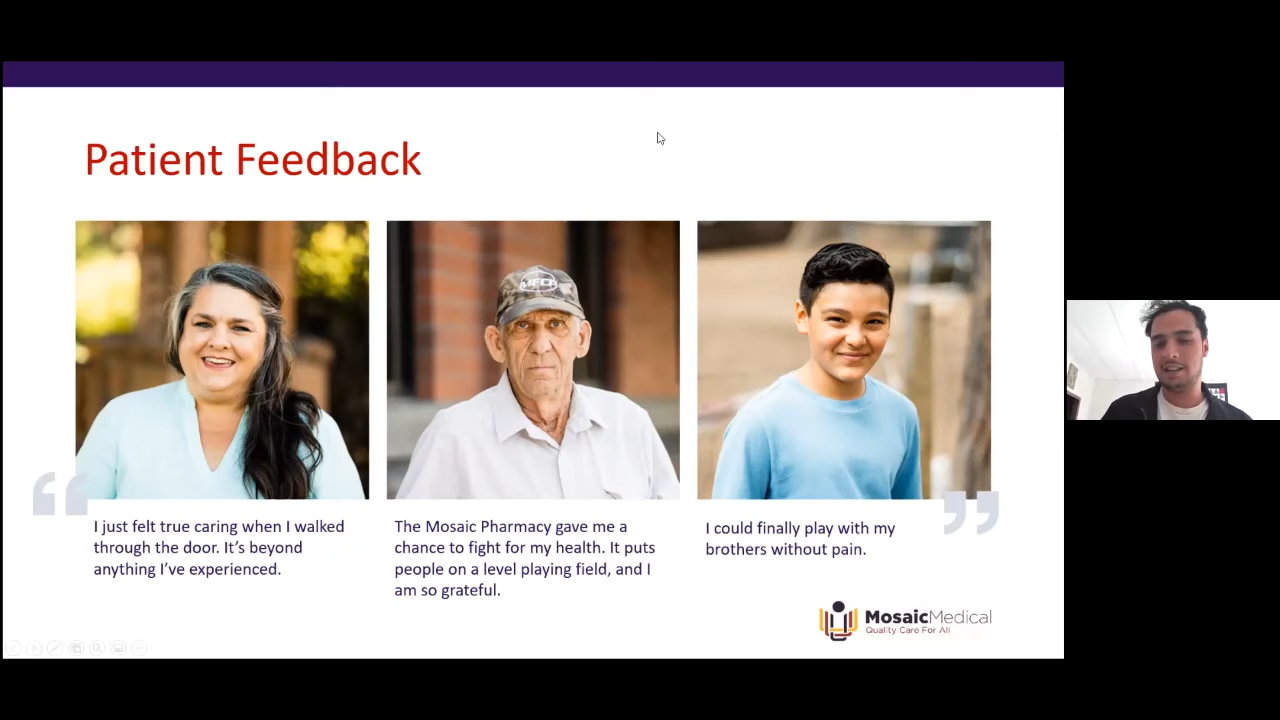 Patient Feedback
I just felt true caring when I walked
through the door. It's beyond
anything I've experienced.
The Mosaic Pharmacy gave me a
chance to fight for my health. It puts
people on a level playing field, and I
am so grateful.
I could finally play with my
brothers without pain.
MosaicMedical
Quality Care For All